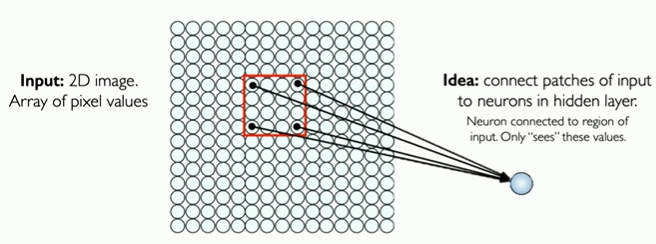 Input: 2D image.
Array of pixel values
Idea: connect patches of input
to neurons in hidden layer.
Neuron connected to region of
input. Only "sees" these values.